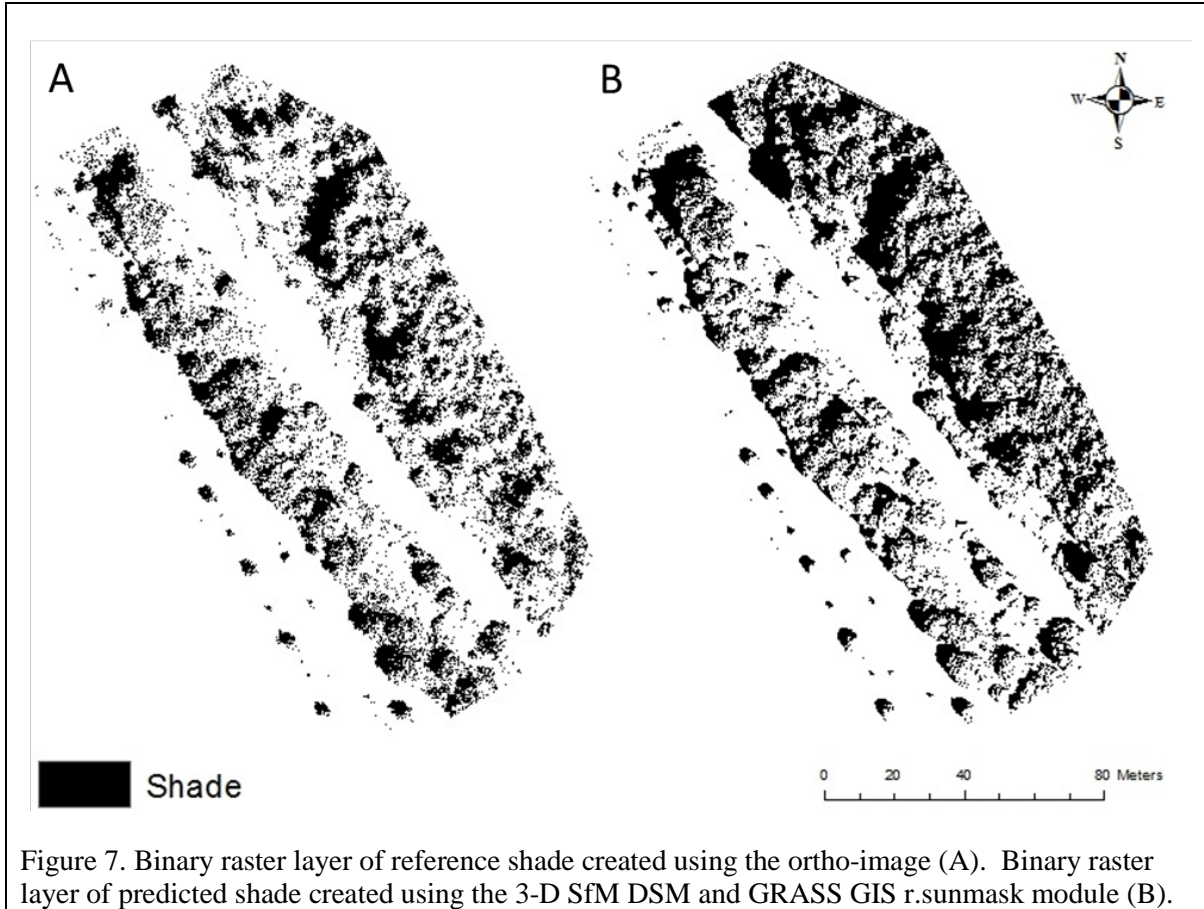 A
B
N
W
E
S
Shade
0 20 40 80 Meters
Figure 7. Binary raster layer of reference shade created using the ortho-image (A). Binary raster
layer of predicted shade created using the 3-D SfM DSM and GRASS GIS r.sunmask module (B).